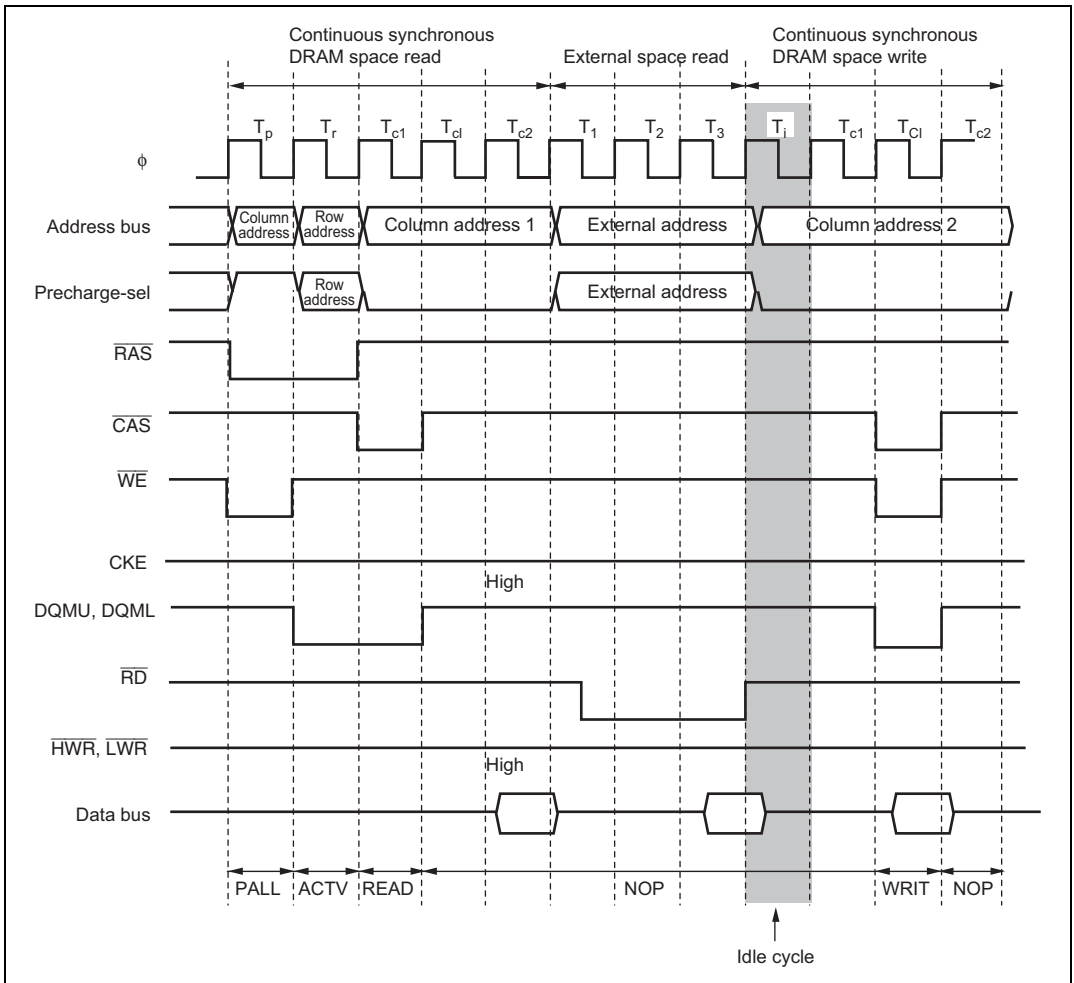 Continuous synchronous
DRAM space read
External space read
Continuous synchronous
DRAM space write
Tp Tr Tc1 Tcl Tc2 T1 T2 T3 Ti Tc1 TCl Tc2
ϕ
Address bus
Column
address
Row
address
Column address 1
External address
Column address 2
Precharge-sel
Row
address
External address
RAS
CAS
WE
CKE
High
DQMU, DQML
RD
HWR, LWR
High
Data bus
PALL ACTV READ NOP WRIT NOP
Idle cycle